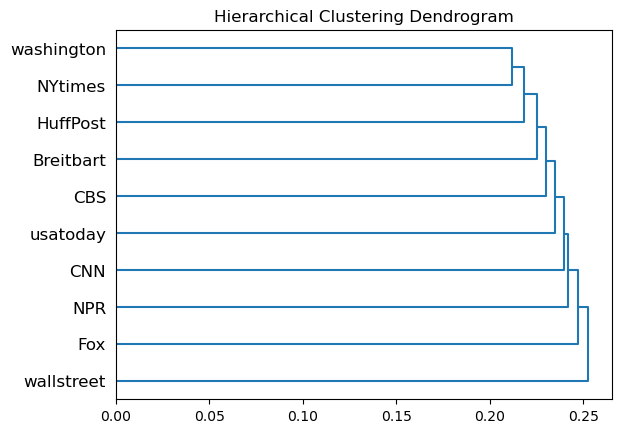 Hierarchical Clustering Dendrogram
washington
NYtimes
HuffPost
Breitbart
CBS
usatoday
CNN
NPR
Fox
wallstreet
0.00 0.05 0.10 0.15 0.20 0.25